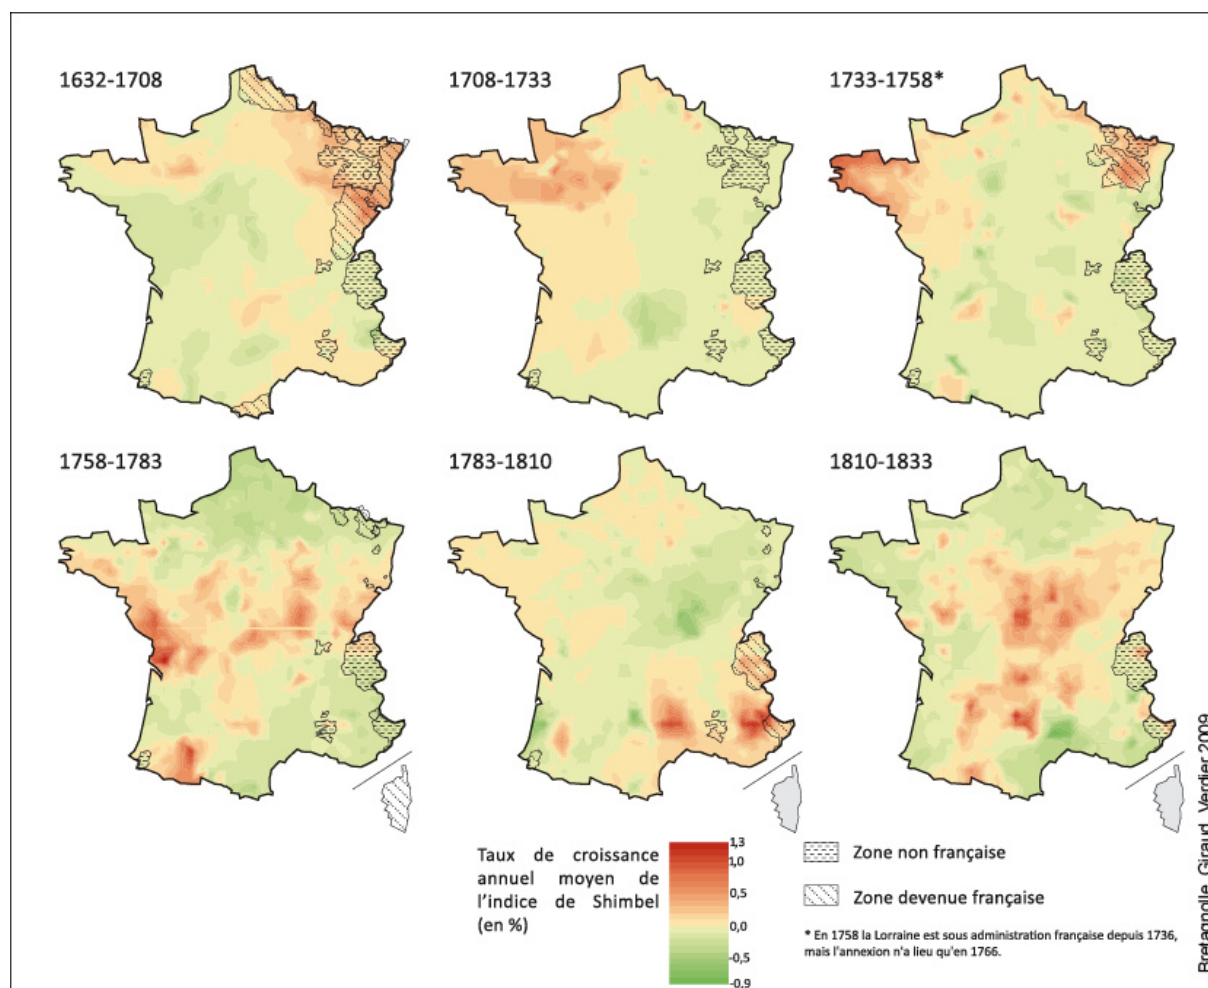 1632-1708
1708-1733
1733-1758*
1758-1783
1783-1810
1810-1833
Taux de croissance
annuel moyen de
l'indice de Shimbel
(en %)
1,3
1,0
0,5
0,0
-0,5
-0,9
Zone non française
Zone devenue française
* En 1758 la Lorraine est sous administration française depuis 1736,
mais l'annexion n'a lieu qu'en 1766.
Bretagnolle, Giraud, Verdier 2009